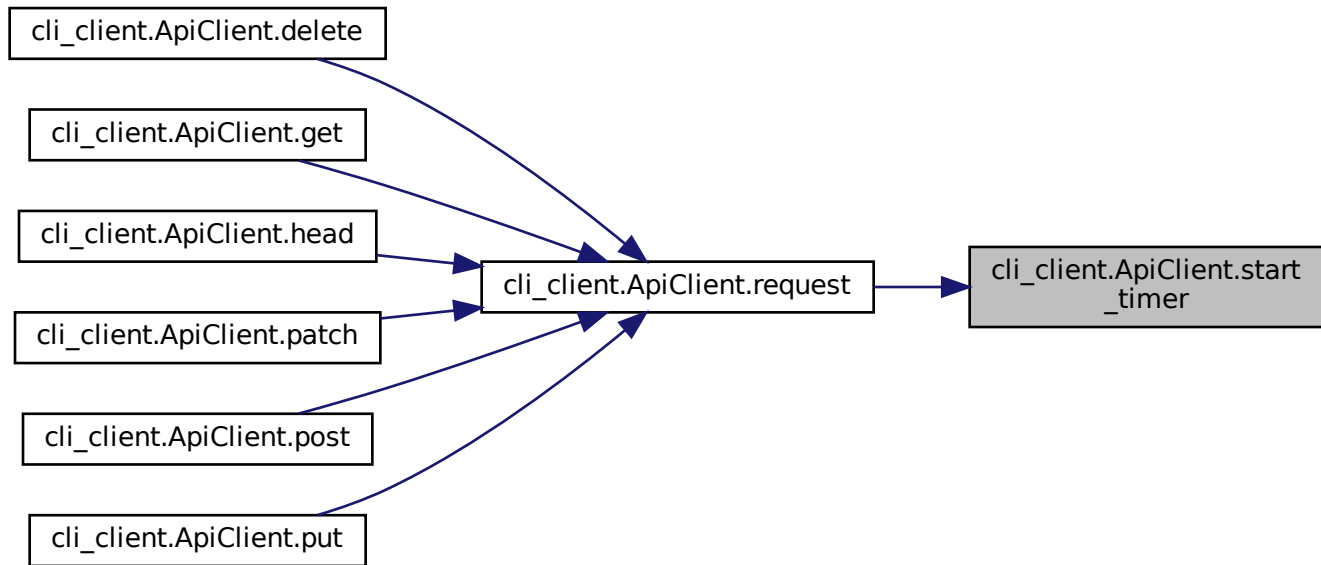 cli_client.ApiClient.delete
cli_client.ApiClient.get
cli_client.ApiClient.head
cli_client.ApiClient.patch
cli_client.ApiClient.post
cli_client.ApiClient.put
cli_client.ApiClient.request
cli_client.ApiClient.start
_timer